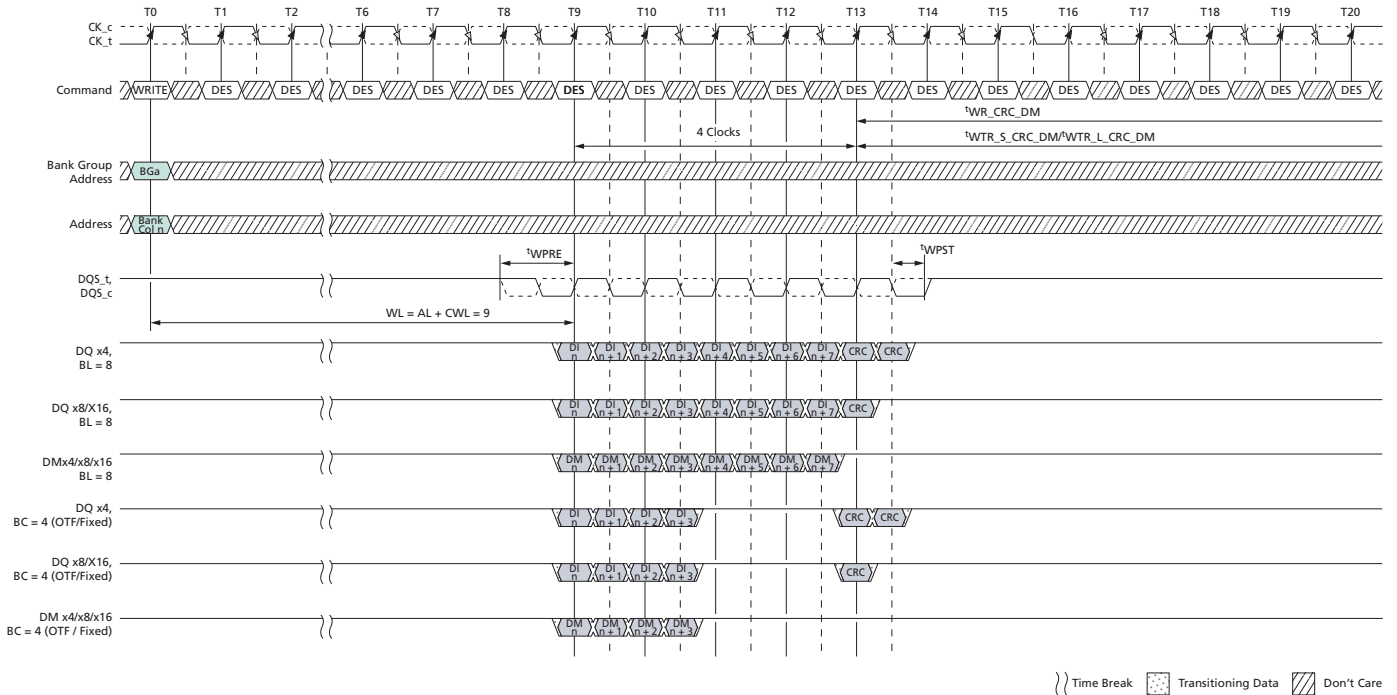 T0 T1 T2 T6 T7 T8 T9 T10 T11 T12 T13 T14 T15 T16 T17 T18 T19 T20
CK_c
CK_t
Command WRITE DES DES DES DES DES DES DES DES DES DES DES DES DES DES DES DES DES
tWR_CRC_DM
4 Clocks
tWTR_S_CRC_DM/tWTR_L_CRC_DM
Bank Group
Address
BGa
Address
Bank
Col n
tWPRE
tWPST
DQS_t,
DQS_c
WL = AL + CWL = 9
DQ x4,
BL = 8
DI n DI n + 1 DI n + 2 DI n + 3 DI n + 4 DI n + 5 DI n + 6 DI n + 7 CRC CRC
DQ x8/X16,
BL = 8
DI n DI n + 1 DI n + 2 DI n + 3 DI n + 4 DI n + 5 DI n + 6 DI n + 7 CRC
DMx4/x8/x16
BL = 8
DM n DM n + 1 DM n + 2 DM n + 3 DM n + 4 DM n + 5 DM n + 6 DM n + 7
DQ x4,
BC = 4 (OTF/Fixed)
DI n DI n + 1 DI n + 2 DI n + 3 CRC CRC
DQ x8/X16,
BC = 4 (OTF/Fixed)
DI n DI n + 1 DI n + 2 DI n + 3 CRC
DM x4/x8/x16
BC = 4 (OTF / Fixed)
DM n DM n + 1 DM n + 2 DM n + 3
Time Break Transitioning Data Don't Care